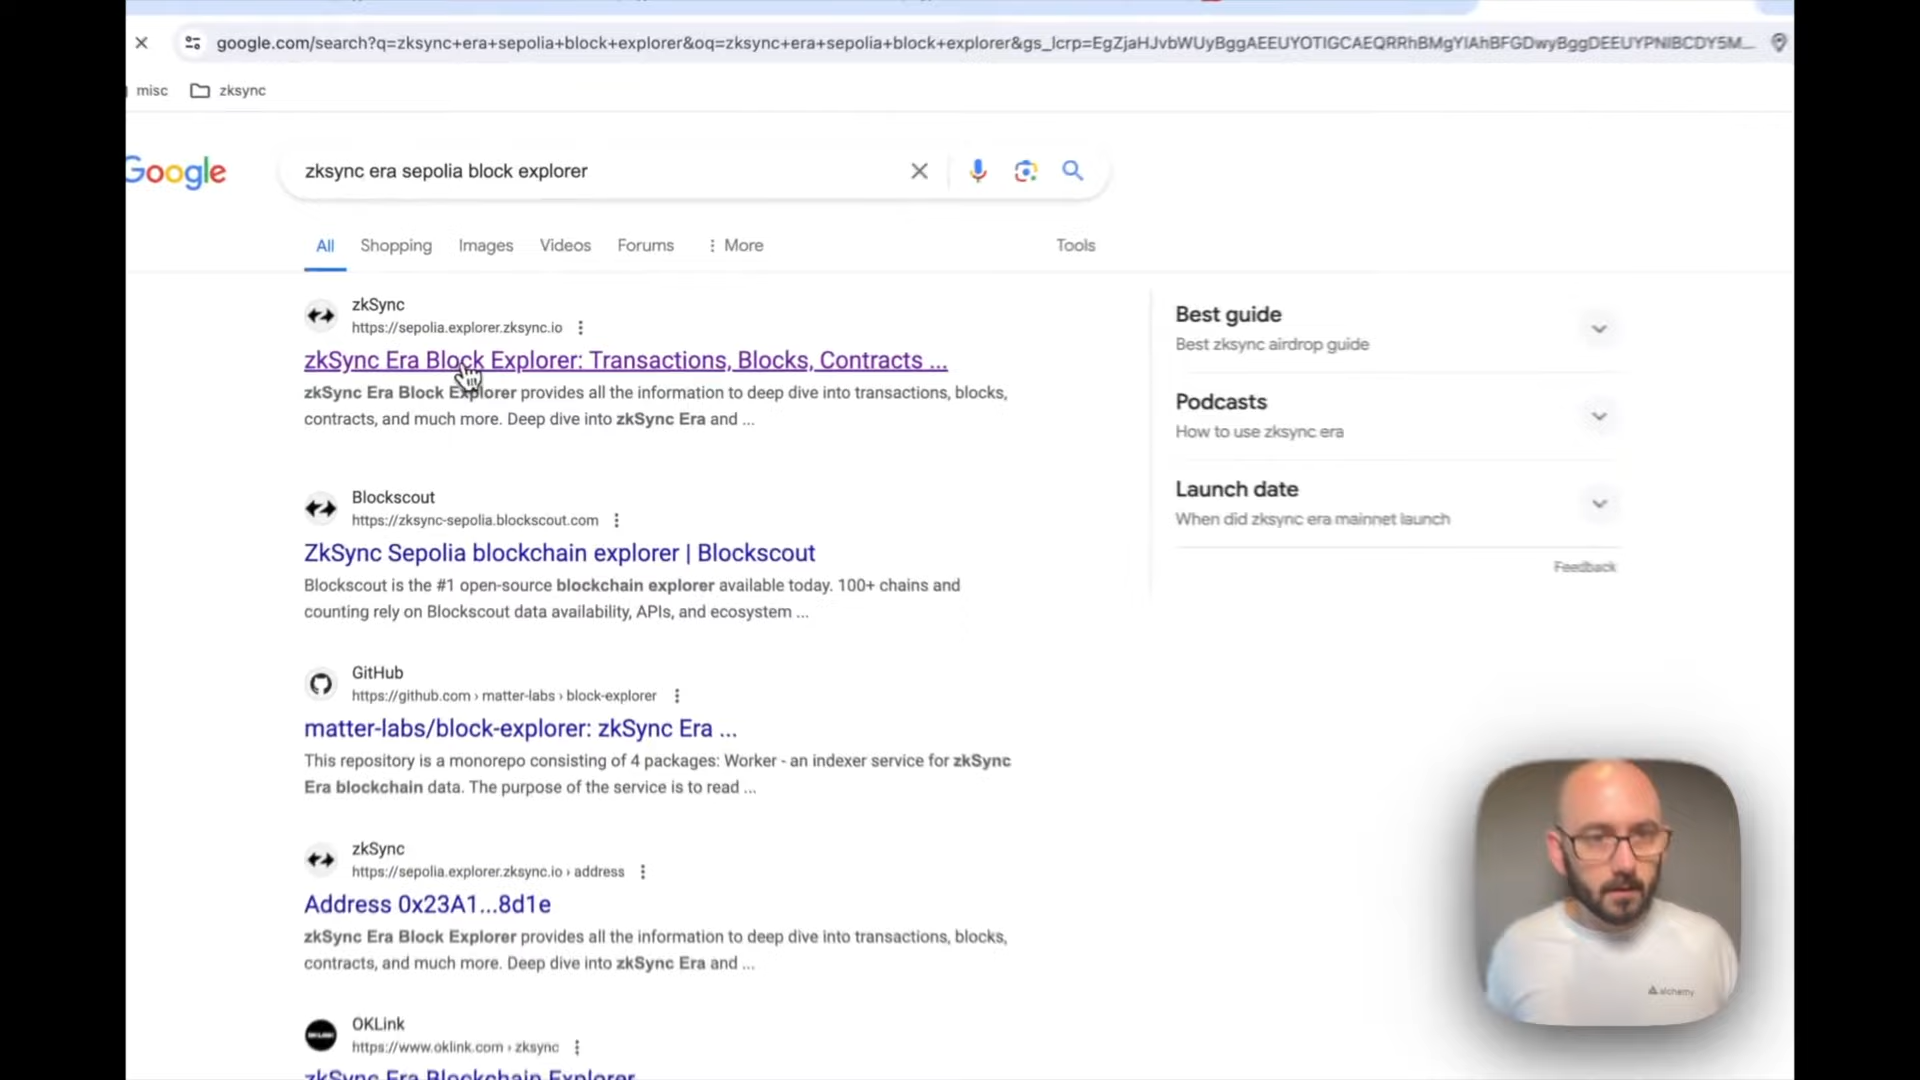 google.com/search?q=zksync+era+sepolia+block+explorer&oq=zksync+era+sepolia+block+explorer&gs_lcrp=EgZjaHJvbWUyBggAEEUYOTIGCAEQRRhBMgYIAhBFGDwyBggDEEUYPNIBCDY5M...
misc
zksync
Google
zksync era sepolia block explorer
All
Shopping
Images
Videos
Forums
More
Tools
zkSync
https://sepolia.explorer.zksync.io
zkSync Era Block Explorer: Transactions, Blocks, Contracts ...
zkSync Era Block Explorer provides all the information to deep dive into transactions, blocks,
contracts, and much more. Deep dive into zkSync Era and ...
Blockscout
https://zksync-sepolia.blockscout.com
ZkSync Sepolia blockchain explorer | Blockscout
Blockscout is the #1 open-source blockchain explorer available today. 100+ chains and
counting rely on Blockscout data availability, APIs, and ecosystem ...
GitHub
https://github.com › matter-labs › block-explorer
matter-labs/block-explorer: zkSync Era ...
This repository is a monorepo consisting of 4 packages: Worker - an indexer service for zkSync
Era blockchain data. The purpose of the service is to read ...
zkSync
https://sepolia.explorer.zksync.io › address
Address 0x23A1...8d1e
zkSync Era Block Explorer provides all the information to deep dive into transactions, blocks,
contracts, and much more. Deep dive into zkSync Era and ...
OKLink
https://www.oklink.com › zksync
zkSync Era Blockchain Explorer
Best guide
Best zksync airdrop guide
Podcasts
How to use zksync era
Launch date
When did zksync era mainnet launch
Feedback
alchemy